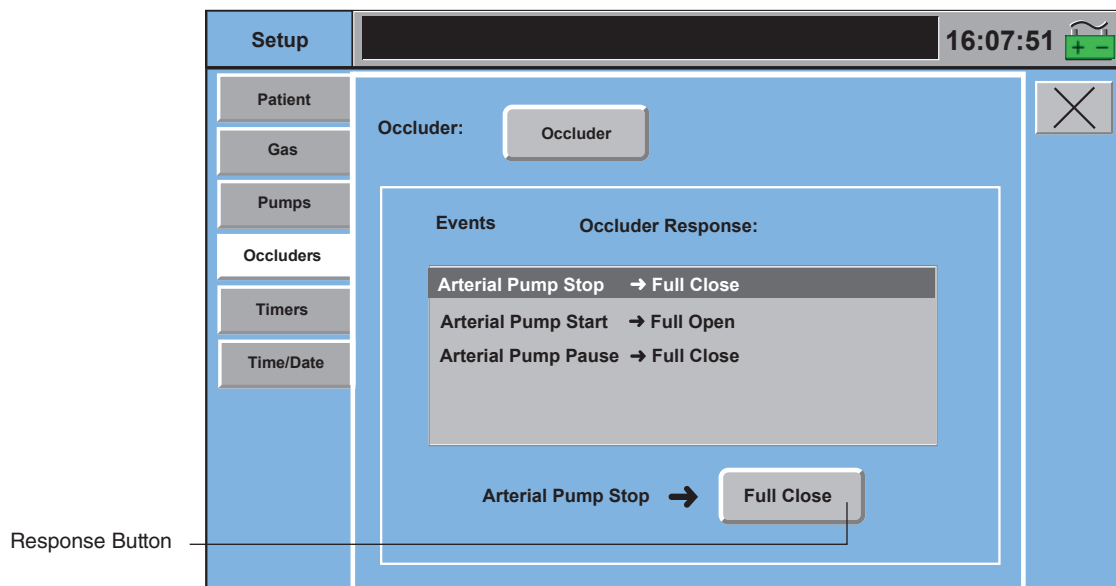 Setup
16:07:51
+ −
Patient
Gas
Pumps
Occluders
Timers
Time/Date
Occluder:
Occluder
Events Occluder Response:
Arterial Pump Stop ➜ Full Close
Arterial Pump Start ➜ Full Open
Arterial Pump Pause ➜ Full Close
Arterial Pump Stop ➜ Full Close
Response Button